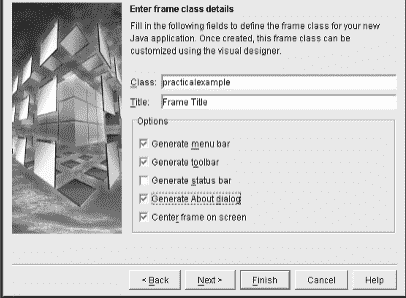 Enter frame class details
Fill in the following fields to define the frame class for your new
Java application. Once created, this frame class can be
customized using the visual designer.
Class: practicalexample
Title: Frame Title
Options
Generate menu bar
Generate toolbar
Generate status bar
Generate About dialog
Center frame on screen
< Back Next > Finish Cancel Help